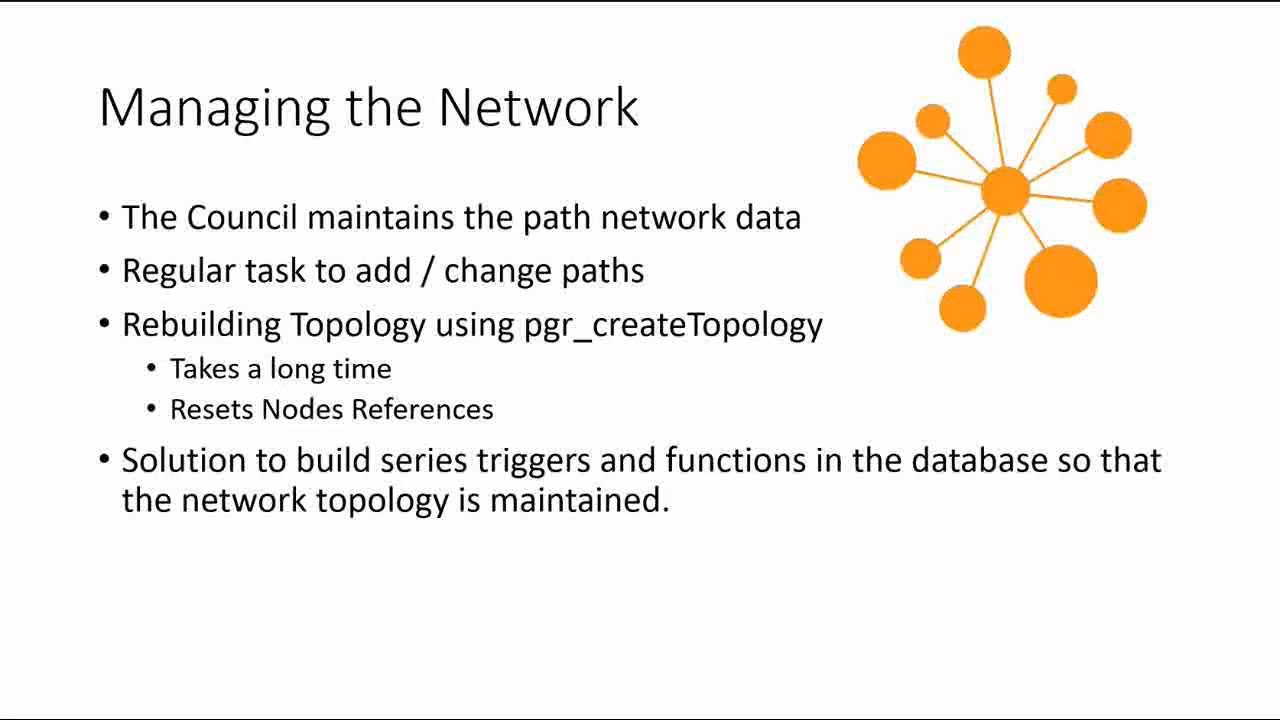 Managing the Network
• The Council maintains the path network data
• Regular task to add / change paths
• Rebuilding Topology using pgr_createTopology
• Takes a long time
• Resets Nodes References
• Solution to build series triggers and functions in the database so that
the network topology is maintained.